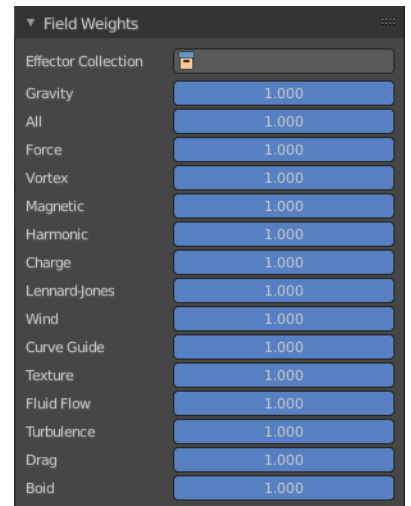 Field Weights
Effector Collection
Gravity 1.000
All 1.000
Force 1.000
Vortex 1.000
Magnetic 1.000
Harmonic 1.000
Charge 1.000
Lennard-Jones 1.000
Wind 1.000
Curve Guide 1.000
Texture 1.000
Fluid Flow 1.000
Turbulence 1.000
Drag 1.000
Boid 1.000